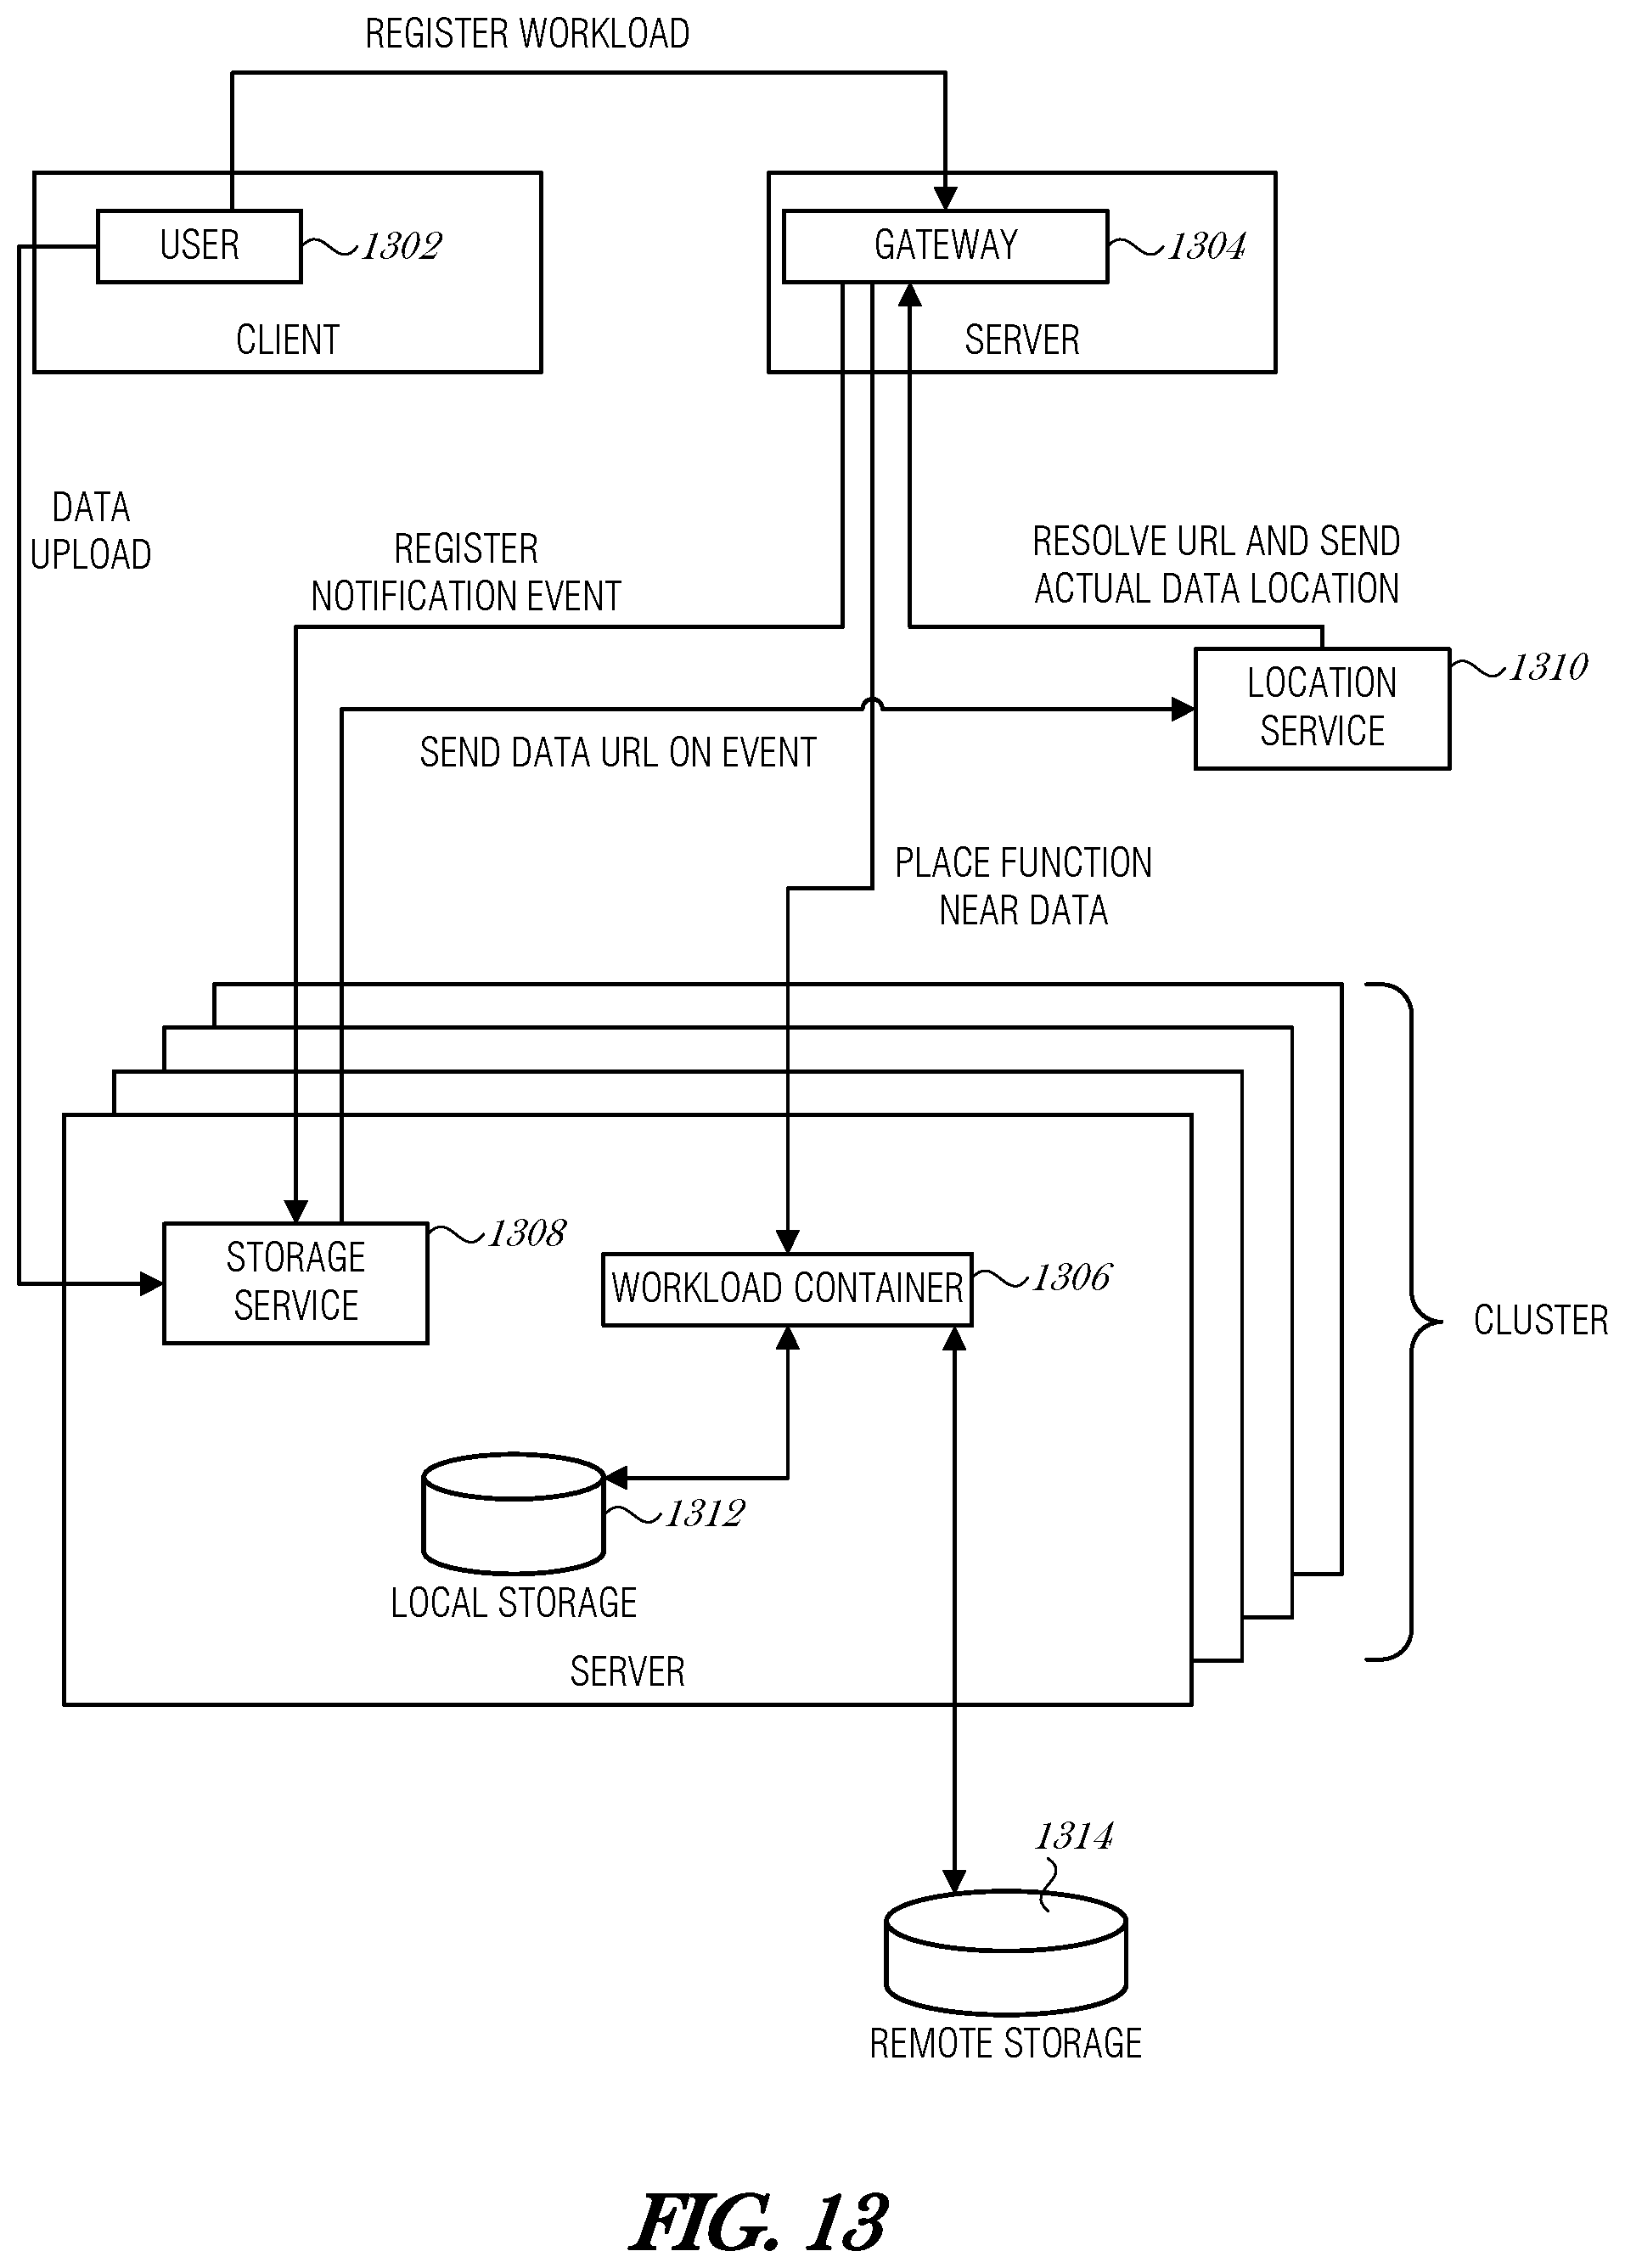 REGISTER WORKLOAD
USER
1302
GATEWAY
1304
CLIENT
SERVER
DATA
UPLOAD
REGISTER
NOTIFICATION EVENT
RESOLVE URL AND SEND
ACTUAL DATA LOCATION
LOCATION
SERVICE
1310
SEND DATA URL ON EVENT
PLACE FUNCTION
NEAR DATA
STORAGE
SERVICE
1308
WORKLOAD CONTAINER
1306
CLUSTER
1312
LOCAL STORAGE
SERVER
1314
REMOTE STORAGE
FIG. 13